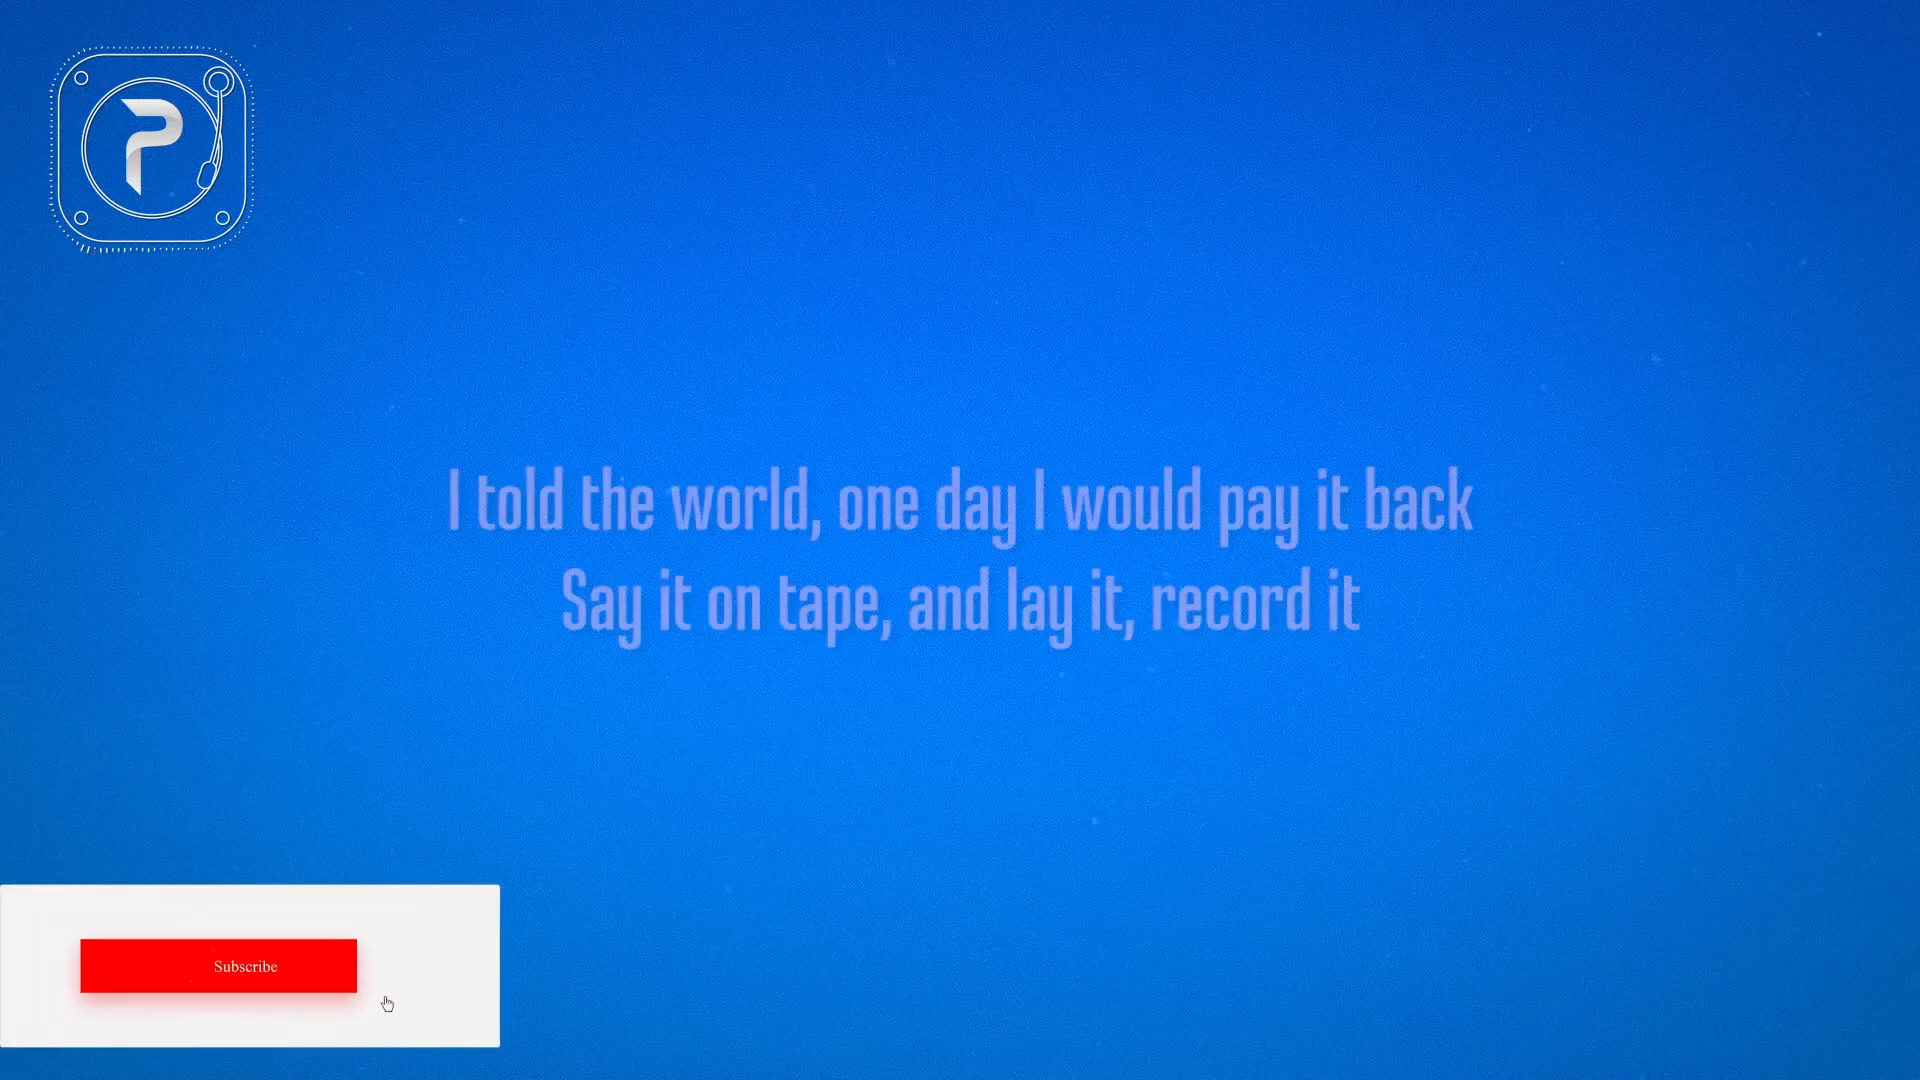 P
I told the world, one day I would pay it back
Say it on tape, and lay it, record it
Subscribe